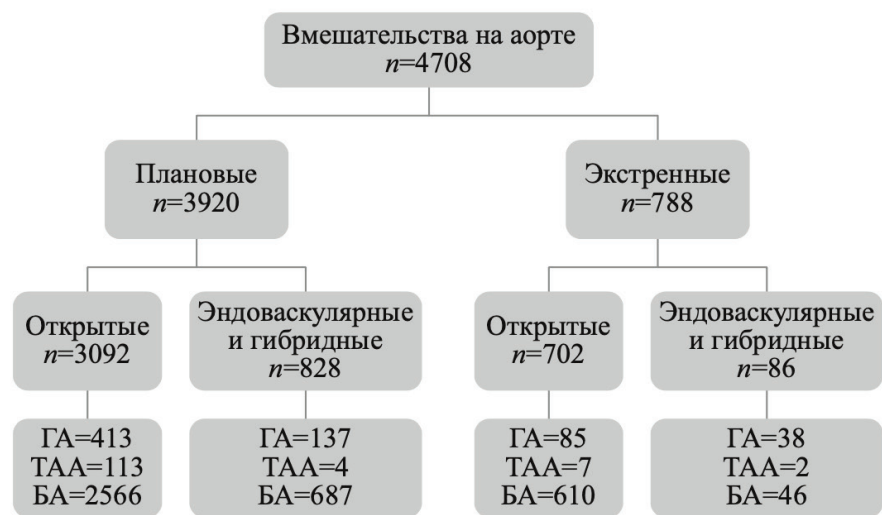 Вмешательства на аорте
n=4708
Плановые
n=3920
Экстренные
n=788
Открытые
n=3092
Эндоваскулярные
и гибридные
n=828
Открытые
n=702
Эндоваскулярные
и гибридные
n=86
ГА=413
ТАА=113
БА=2566
ГА=137
ТАА=4
БА=687
ГА=85
ТАА=7
БА=610
ГА=38
ТАА=2
БА=46